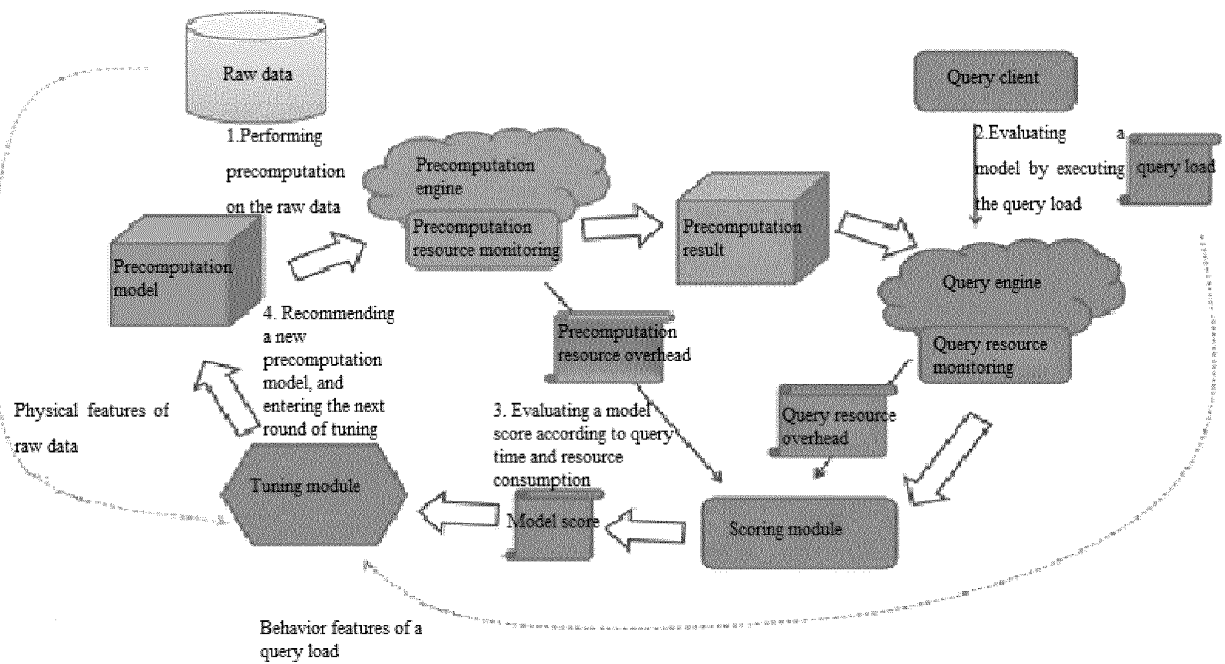 Raw data
1.Performing
precomputation
on the raw data
Precomputation
engine
Precomputation
resource monitoring
Precomputation
result
Query client
2.Evaluating a
model by executing
the query load
query load
Query engine
Query resource
monitoring
Precomputation
model
4. Recommending
a new
precomputation
model, and
entering the next
round of tuning
Precomputation
resource overhead
Query resource
overhead
3. Evaluating a model
score according to query
time and resource
consumption
Physical features of
raw data
Tuning module
Model score
Scoring module
Behavior features of a
query load